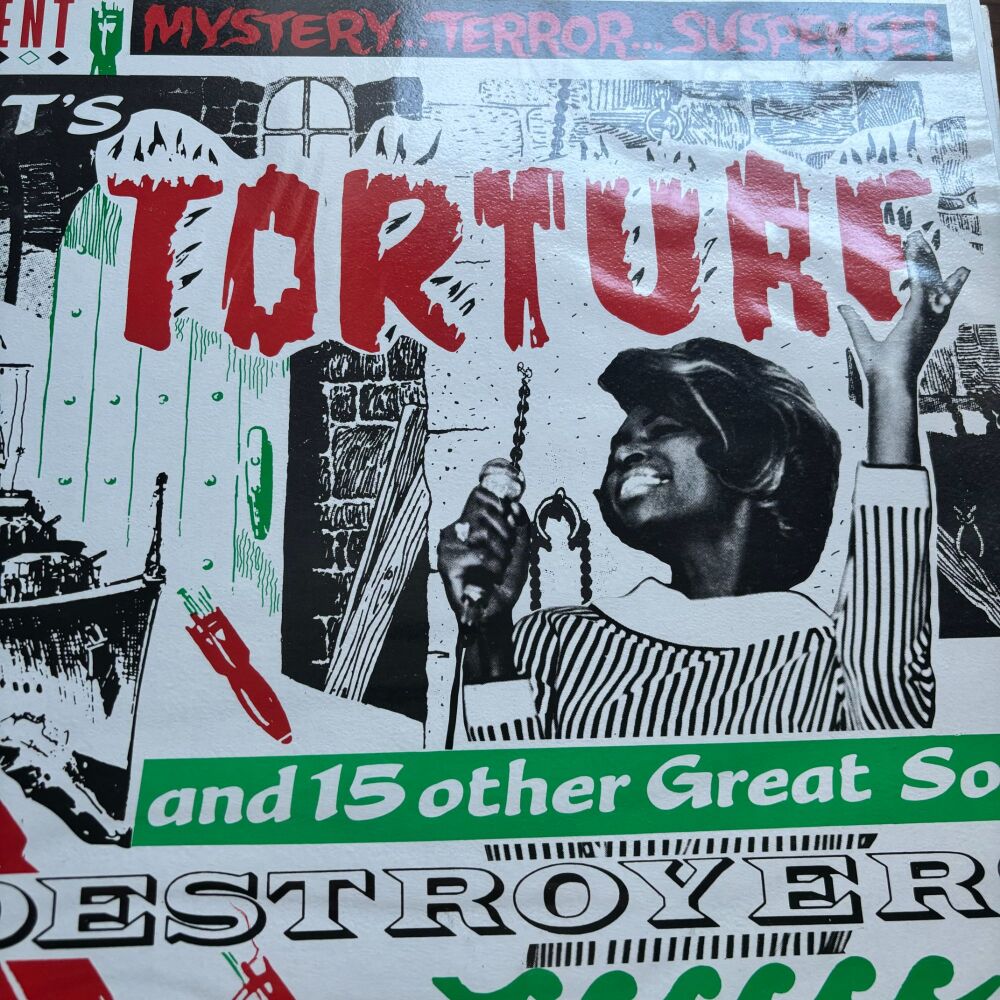 ENT
MYSTERY... TERROR... SUSPENSE!
T'S
TORTURE
and 15 other Great So
DESTROYERS